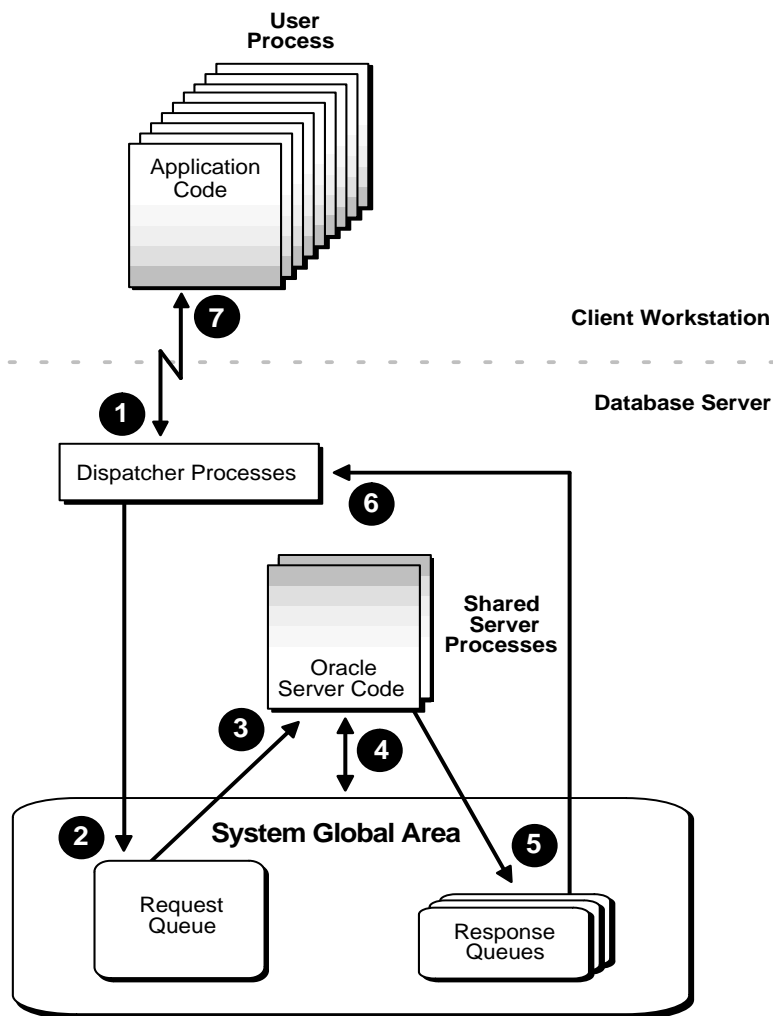 User
Process
Application
Code
7
Client Workstation
1
Database Server
Dispatcher Processes
6
Shared
Server
Processes
Oracle
Server Code
3
4
2
System Global Area
5
Request
Queue
Response
Queues